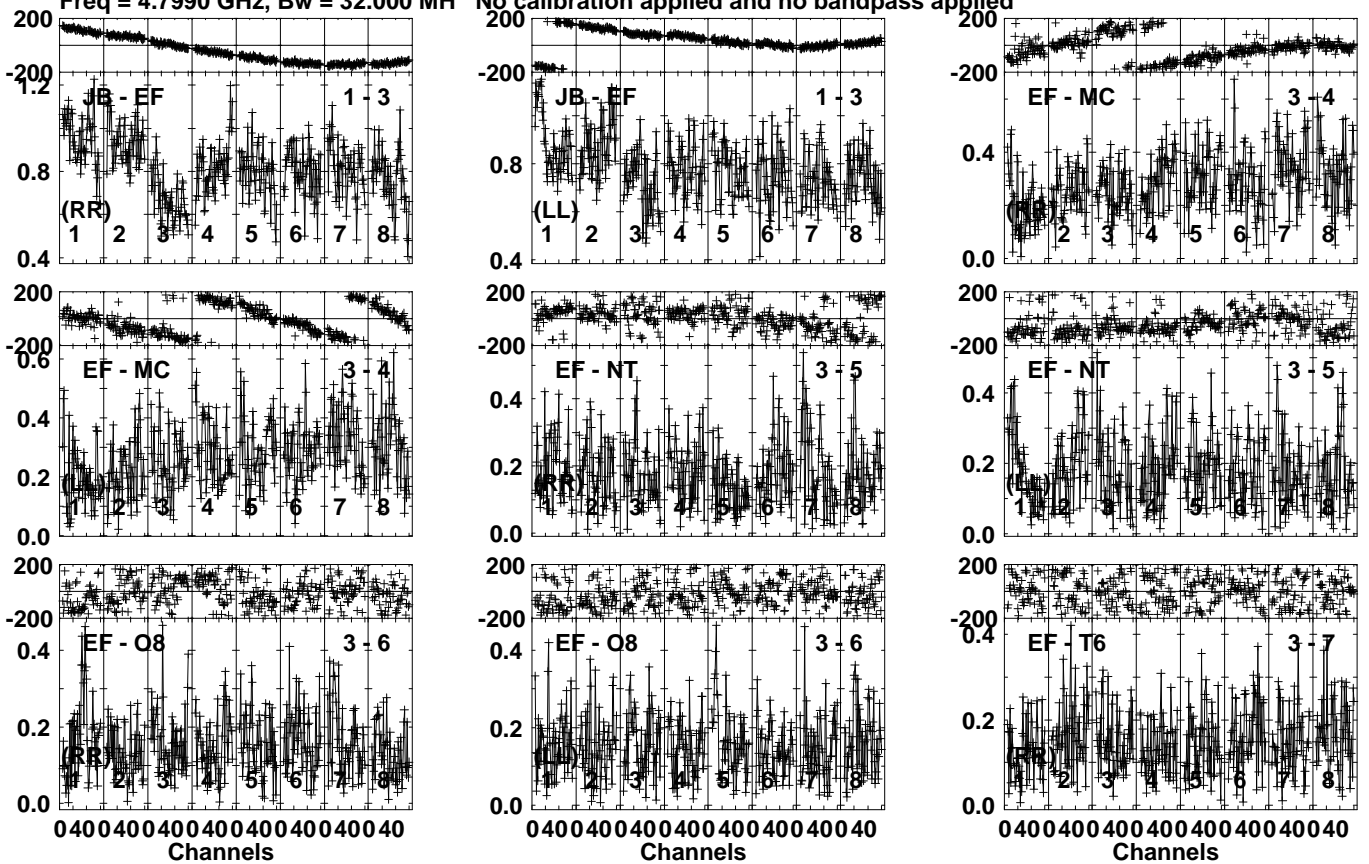 Freq = 4.7990 GHz, Bw = 32.000 MH No calibration applied and no bandpass applied
200
-200
1.2
0.8
0.4
JB - EF 1 - 3
(RR)
1 2 3 4 5 6 7 8
200
-200
0.8
0.4
JB - EF 1 - 3
(LL)
1 2 3 4 5 6 7 8
200
-200
0.4
0.0
EF - MC 3 - 4
(RR)
1 2 3 4 5 6 7 8
200
-200
0.6
0.4
0.2
0.0
EF - MC 3 - 4
(LL)
1 2 3 4 5 6 7 8
200
-200
0.4
0.2
0.0
EF - NT 3 - 5
(RR)
1 2 3 4 5 6 7 8
200
-200
0.4
0.2
0.0
EF - NT 3 - 5
(LL)
1 2 3 4 5 6 7 8
200
-200
0.4
0.2
0.0
EF - O8 3 - 6
(RR)
1 2 3 4 5 6 7 8
0 40 0 40 0 40 0 40 0 40 0 40 0 40 0 40
Channels
200
-200
0.4
0.2
0.0
EF - O8 3 - 6
(LL)
1 2 3 4 5 6 7 8
0 40 0 40 0 40 0 40 0 40 0 40 0 40 0 40
Channels
200
-200
0.4
0.2
0.0
EF - T6 3 - 7
(RR)
1 2 3 4 5 6 7 8
0 40 0 40 0 40 0 40 0 40 0 40 0 40 0 40
Channels